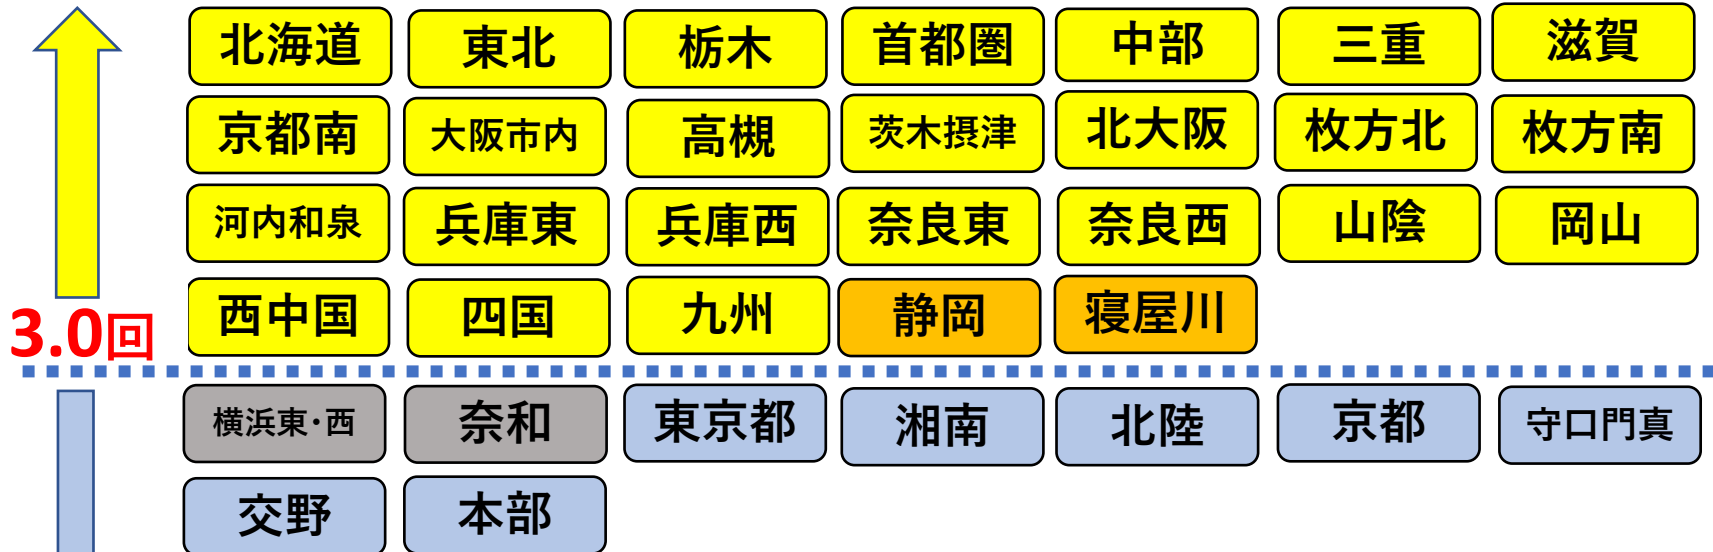 北海道 東北 栃木 首都圏 中部 三重 滋賀
京都南 大阪市内 高槻 茨木摂津 北大阪 枚方北 枚方南
河内和泉 兵庫東 兵庫西 奈良東 奈良西 山陰 岡山
西中国 四国 九州 静岡 寝屋川
3.0回
横浜東・西 奈和 東京都 湘南 北陸 京都 守口門真
交野 本部